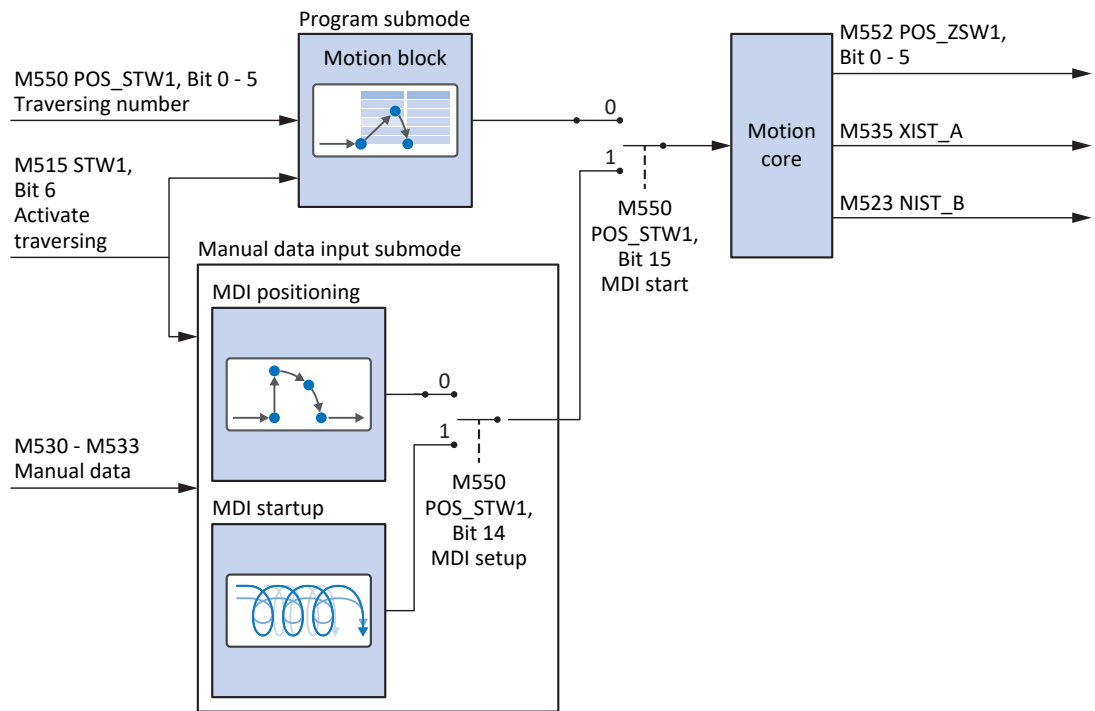 Program submode
Motion block
M550 POS_STW1, Bit 0 - 5
Traversing number
M515 STW1,
Bit 6
Activate
traversing
0
1
M550
POS_STW1,
Bit 15
MDI start
Motion
core
M552 POS_ZSW1,
Bit 0 - 5
M535 XIST_A
M523 NIST_B
Manual data input submode
MDI positioning
0
1
M550
POS_STW1,
Bit 14
MDI setup
M530 - M533
Manual data
MDI startup